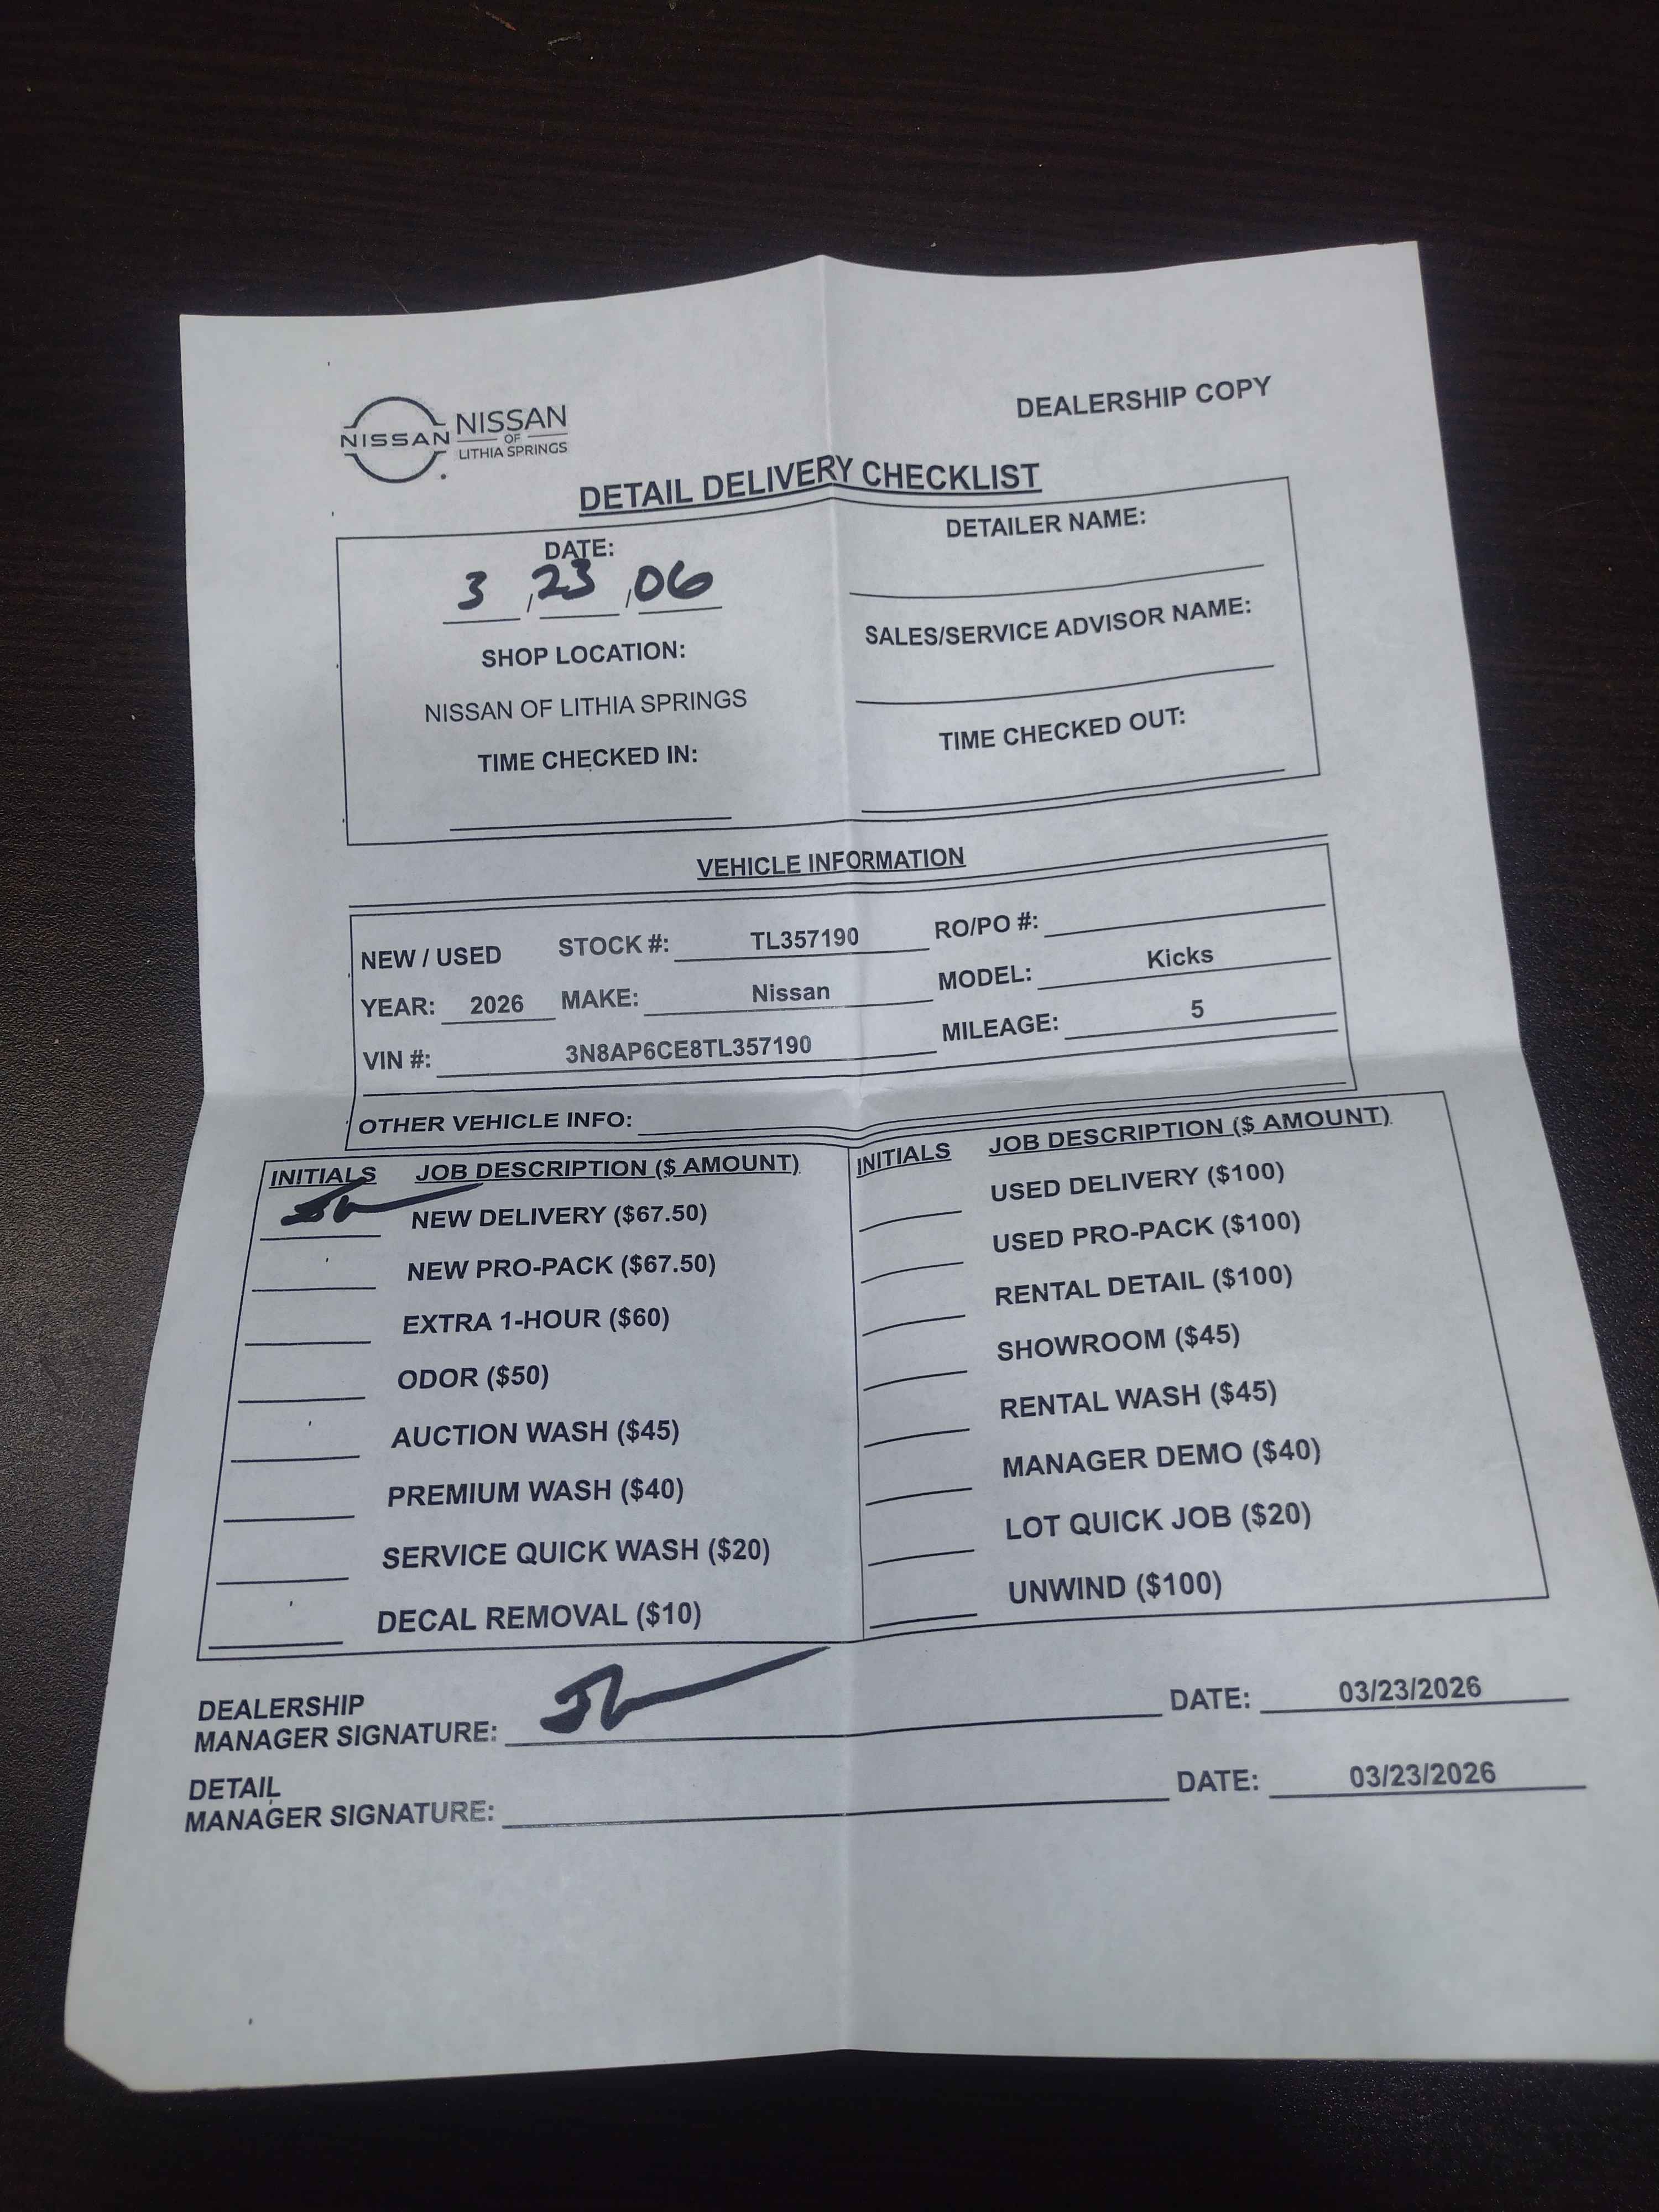 NISSAN
NISSAN
OF
LITHIA SPRINGS
DEALERSHIP COPY
DETAIL DELIVERY CHECKLIST
DATE:
3 / 23 / 06
SHOP LOCATION:
NISSAN OF LITHIA SPRINGS
TIME CHECKED IN:
DETAILER NAME:
SALES/SERVICE ADVISOR NAME:
TIME CHECKED OUT:
VEHICLE INFORMATION
NEW / USED STOCK #: TL357190 RO/PO #:
YEAR: 2026 MAKE: Nissan MODEL: Kicks
VIN #: 3N8AP6CE8TL357190 MILEAGE: 5
OTHER VEHICLE INFO:
INITIALS JOB DESCRIPTION ($ AMOUNT)
NEW DELIVERY ($67.50)
NEW PRO-PACK ($67.50)
EXTRA 1-HOUR ($60)
ODOR ($50)
AUCTION WASH ($45)
PREMIUM WASH ($40)
SERVICE QUICK WASH ($20)
DECAL REMOVAL ($10)
INITIALS JOB DESCRIPTION ($ AMOUNT)
USED DELIVERY ($100)
USED PRO-PACK ($100)
RENTAL DETAIL ($100)
SHOWROOM ($45)
RENTAL WASH ($45)
MANAGER DEMO ($40)
LOT QUICK JOB ($20)
UNWIND ($100)
DEALERSHIP
MANAGER SIGNATURE: DATE: 03/23/2026
DETAIL
MANAGER SIGNATURE: DATE: 03/23/2026